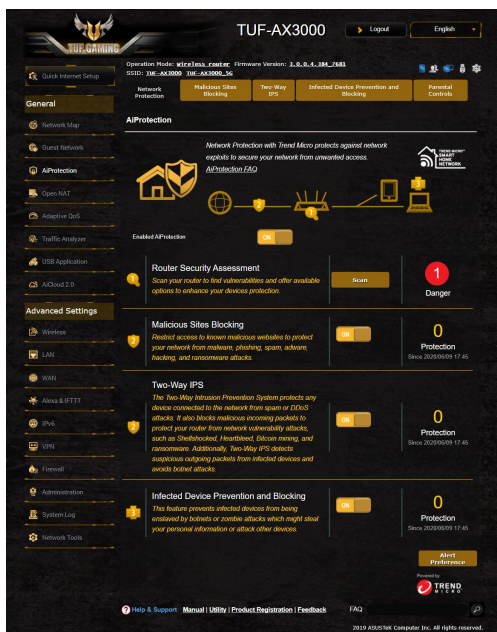 TUF GAMING
TUF-AX3000
Logout
English
Operation Mode: Wireless router Firmware Version: 3.0.0.4.384_7681
SSID: TUF-AX3000 TUF-AX3000_5G
Quick Internet Setup
General
Network Map
Guest Network
AiProtection
Open NAT
Adaptive QoS
Traffic Analyzer
USB Application
AiCloud 2.0
Advanced Settings
Wireless
LAN
WAN
Alexa & IFTTT
IPv6
VPN
Firewall
Administration
System Log
Network Tools
Network Protection
Malicious Sites Blocking
Two-Way IPS
Infected Device Prevention and Blocking
Parental Controls
AiProtection
Network Protection with Trend Micro protects against network
exploits to secure your network from unwanted access.
AiProtection FAQ
TREND MICRO
SMART
HOME
NETWORK
2
1
3
Enabled AiProtection
ON
1
Router Security Assessment
Scan your router to find vulnerabilities and offer available
options to enhance your devices protection.
Scan
1
Danger
2
Malicious Sites Blocking
Restrict access to known malicious websites to protect
your network from malware, phishing, spam, adware,
hacking, and ransomware attacks.
ON
0
Protection
Since 2020/06/09 17:45
2
Two-Way IPS
The Two-Way Intrusion Prevention System protects any
device connected to the network from spam or DDoS
attacks. It also blocks malicious incoming packets to
protect your router from network vulnerability attacks,
such as Shellshocked, Heartbleed, Bitcoin mining, and
ransomware. Additionally, Two-Way IPS detects
suspicious outgoing packets from infected devices and
avoids botnet attacks.
ON
0
Protection
Since 2020/06/09 17:45
3
Infected Device Prevention and Blocking
This feature prevents infected devices from being
enslaved by botnets or zombie attacks which might steal
your personal information or attack other devices.
ON
0
Protection
Since 2020/06/09 17:45
Alert Preference
Powered by
TREND
MICRO
Help & Support Manual | Utility | Product Registration | Feedback FAQ
2019 ASUSTeK Computer Inc. All rights reserved.